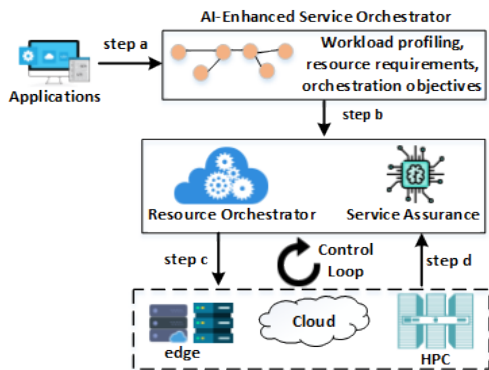 AI-Enhanced Service Orchestrator
step a
Applications
Workload profiling,
resource requirements,
orchestration objectives
step b
Resource Orchestrator
Service Assurance
step c
Control
Loop
step d
edge
Cloud
HPC